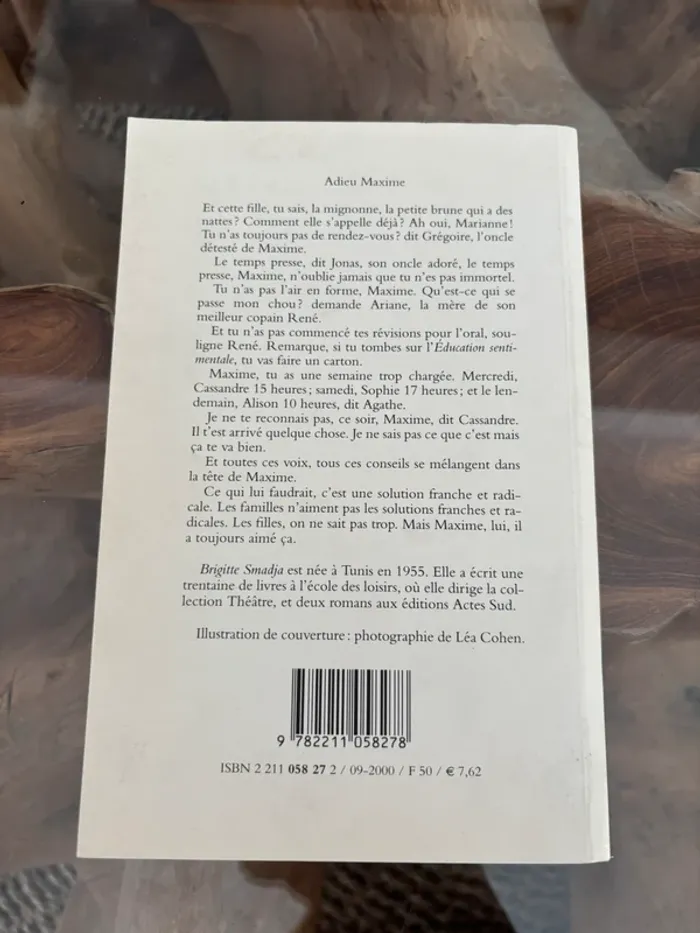 Adieu Maxime
Et cette fille, tu sais, la mignonne, la petite brune qui a des
nattes ? Comment elle s'appelle déjà ? Ah oui, Marianne !
Tu n'as toujours pas de rendez-vous ? dit Grégoire, l'oncle
détesté de Maxime.
Le temps presse, dit Jonas, son oncle adoré, le temps
presse, Maxime, n'oublie jamais que tu n'es pas immortel.
Tu n'as pas l'air en forme, Maxime. Qu'est-ce qui se
passe mon chou ? demande Ariane, la mère de son
meilleur copain René.
Et tu n'as pas commencé tes révisions pour l'oral, sou-
ligne René. Remarque, si tu tombes sur l'Éducation senti-
mentale, tu vas faire un carton.
Maxime, tu as une semaine trop chargée. Mercredi,
Cassandre 15 heures ; samedi, Sophie 17 heures ; et le len-
demain, Alison 10 heures, dit Agathe.
Je ne te reconnais pas, ce soir, Maxime, dit Cassandre.
Il t'est arrivé quelque chose. Je ne sais pas ce que c'est mais
ça te va bien.
Et toutes ces voix, tous ces conseils se mélangent dans
la tête de Maxime.
Ce qui lui faudrait, c'est une solution franche et radi-
cale. Les familles n'aiment pas les solutions franches et ra-
dicales. Les filles, on ne sait pas trop. Mais Maxime, lui, il
a toujours aimé ça.
Brigitte Smadja est née à Tunis en 1955. Elle a écrit une
trentaine de livres à l'école des loisirs, où elle dirige la col-
lection Théâtre, et deux romans aux éditions Actes Sud.
Illustration de couverture : photographie de Léa Cohen.
9 782211 058278
ISBN 2 211 058 27 2 / 09-2000 / F 50 / € 7,62